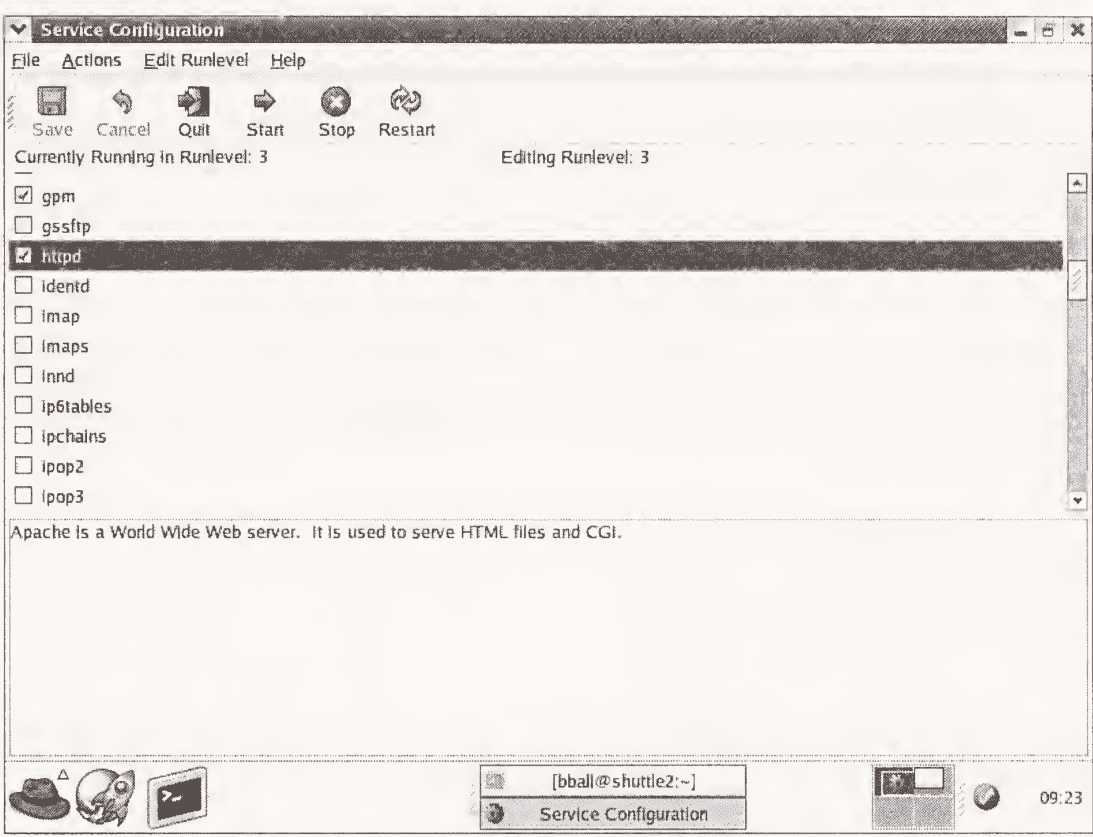 Service Configuration
File Actions Edit Runlevel Help
Save Cancel Quit Start Stop Restart
Currently Running in Runlevel: 3 Editing Runlevel: 3
gpm
gssftp
httpd
identd
imap
imaps
innd
ip6tables
ipchains
ipop2
ipop3
Apache is a World Wide Web server. It is used to serve HTML files and CGI.
[bball@shuttle2:~]
Service Configuration
09:23